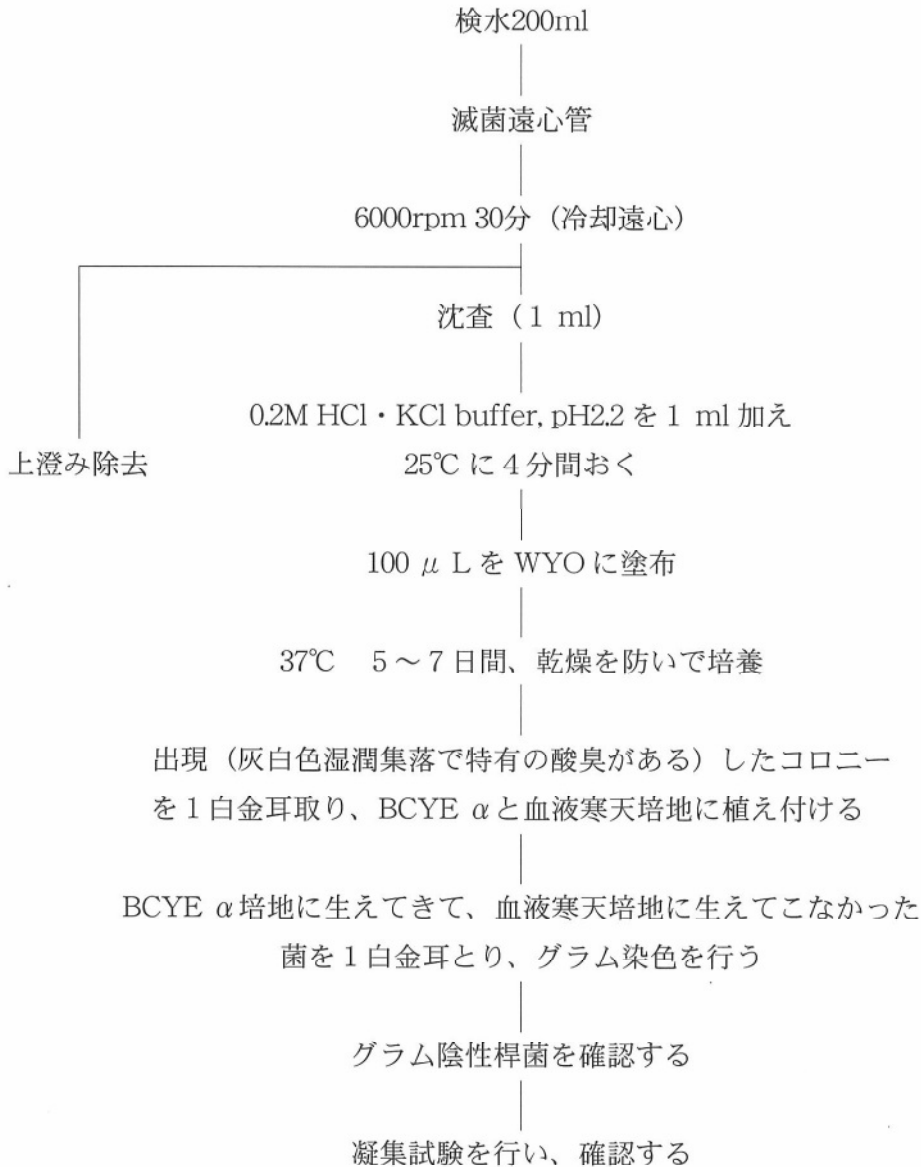 検水200ml
滅菌遠心管
6000rpm 30分（冷却遠心）
沈査（1 ml）
0.2M HCl・KCl buffer, pH2.2 を 1 ml 加え
上澄み除去
25℃ に 4 分間おく
100 μ L を WYO に塗布
37℃　5～7 日間、乾燥を防いで培養
出現（灰白色湿潤集落で特有の酸臭がある）したコロニー
を 1 白金耳取り、BCYE αと血液寒天培地に植え付ける
BCYE α培地に生えてきて、血液寒天培地に生えてこなかった
菌を 1 白金耳とり、グラム染色を行う
グラム陰性桿菌を確認する
凝集試験を行い、確認する